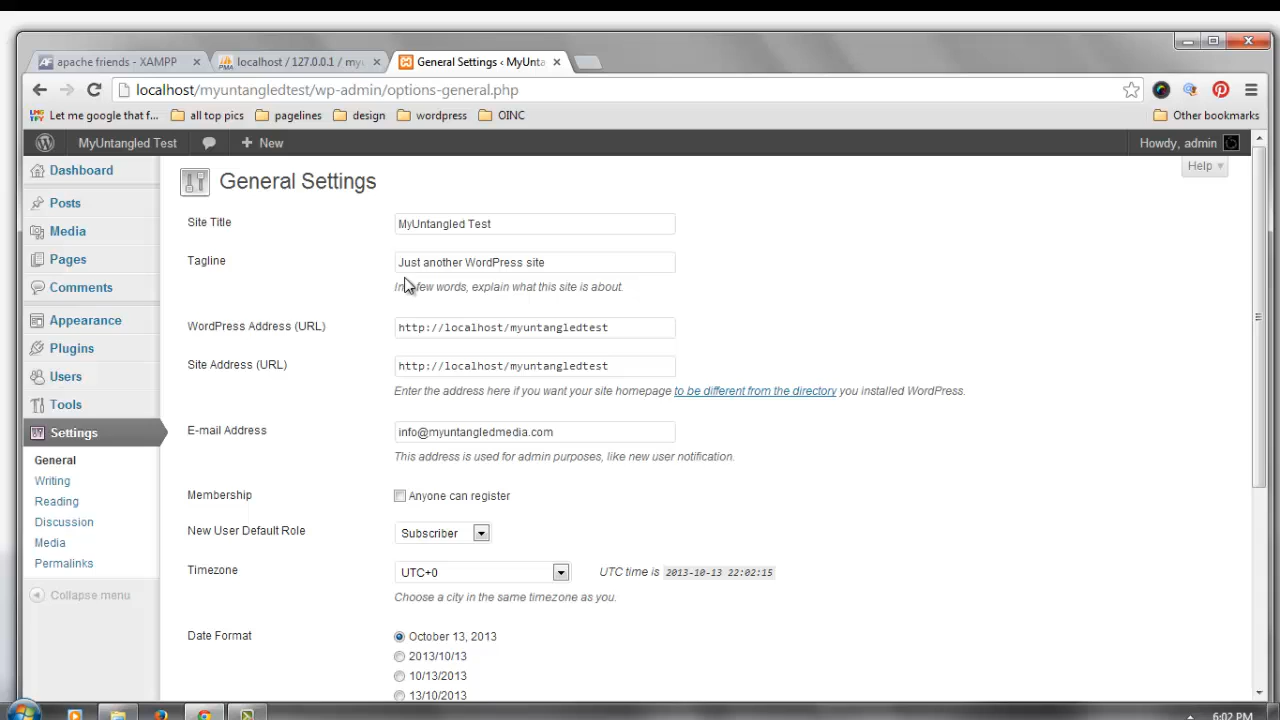 apache friends - XAMPP
localhost / 127.0.0.1 / my
General Settings ‹ MyUnta
localhost/myuntangledtest/wp-admin/options-general.php
Let me google that f...
all top pics
pagelines
design
wordpress
OINC
Other bookmarks
MyUntangled Test
+ New
Howdy, admin
Dashboard
Posts
Media
Pages
Comments
Appearance
Plugins
Users
Tools
Settings
General
Writing
Reading
Discussion
Media
Permalinks
Collapse menu
Help
General Settings
Site Title
MyUntangled Test
Tagline
Just another WordPress site
In few words, explain what this site is about.
WordPress Address (URL)
http://localhost/myuntangledtest
Site Address (URL)
http://localhost/myuntangledtest
Enter the address here if you want your site homepage to be different from the directory you installed WordPress.
E-mail Address
info@myuntangledmedia.com
This address is used for admin purposes, like new user notification.
Membership
Anyone can register
New User Default Role
Subscriber
Timezone
UTC+0
UTC time is 2013-10-13 22:02:15
Choose a city in the same timezone as you.
Date Format
October 13, 2013
2013/10/13
10/13/2013
13/10/2013
6:02 PM